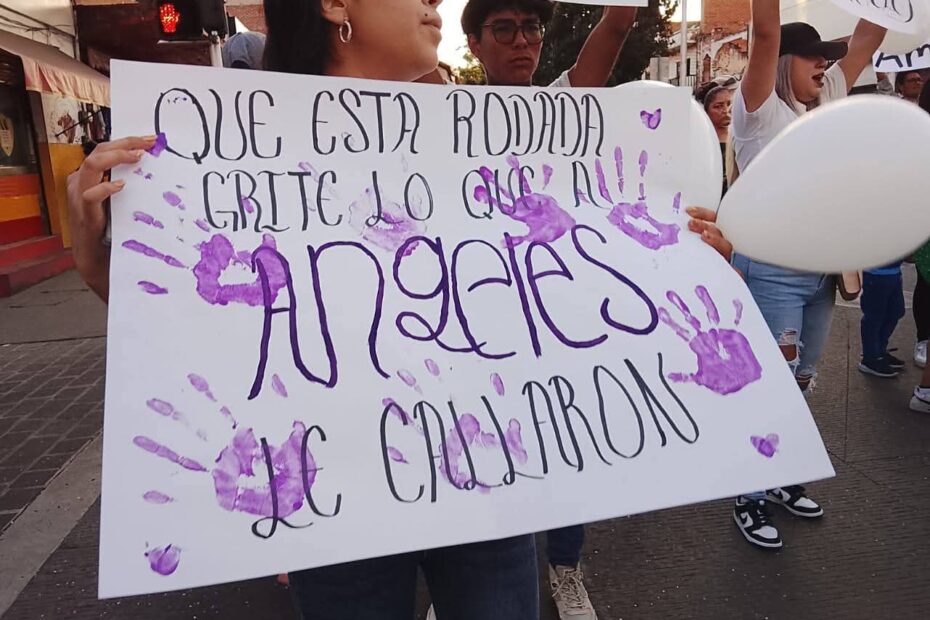 QUE ESTA RODADA
GRITE LO QUE A
Angeles
LE CALLARON